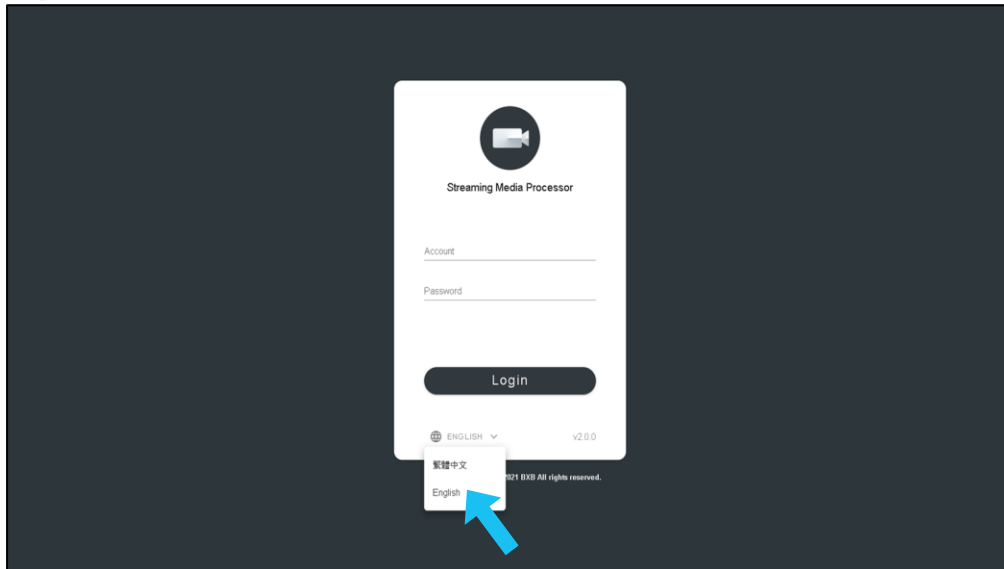 Streaming Media Processor
Account
Password
Login
ENGLISH v2.0.0
繁體中文
2021 BXB All rights reserved.
English